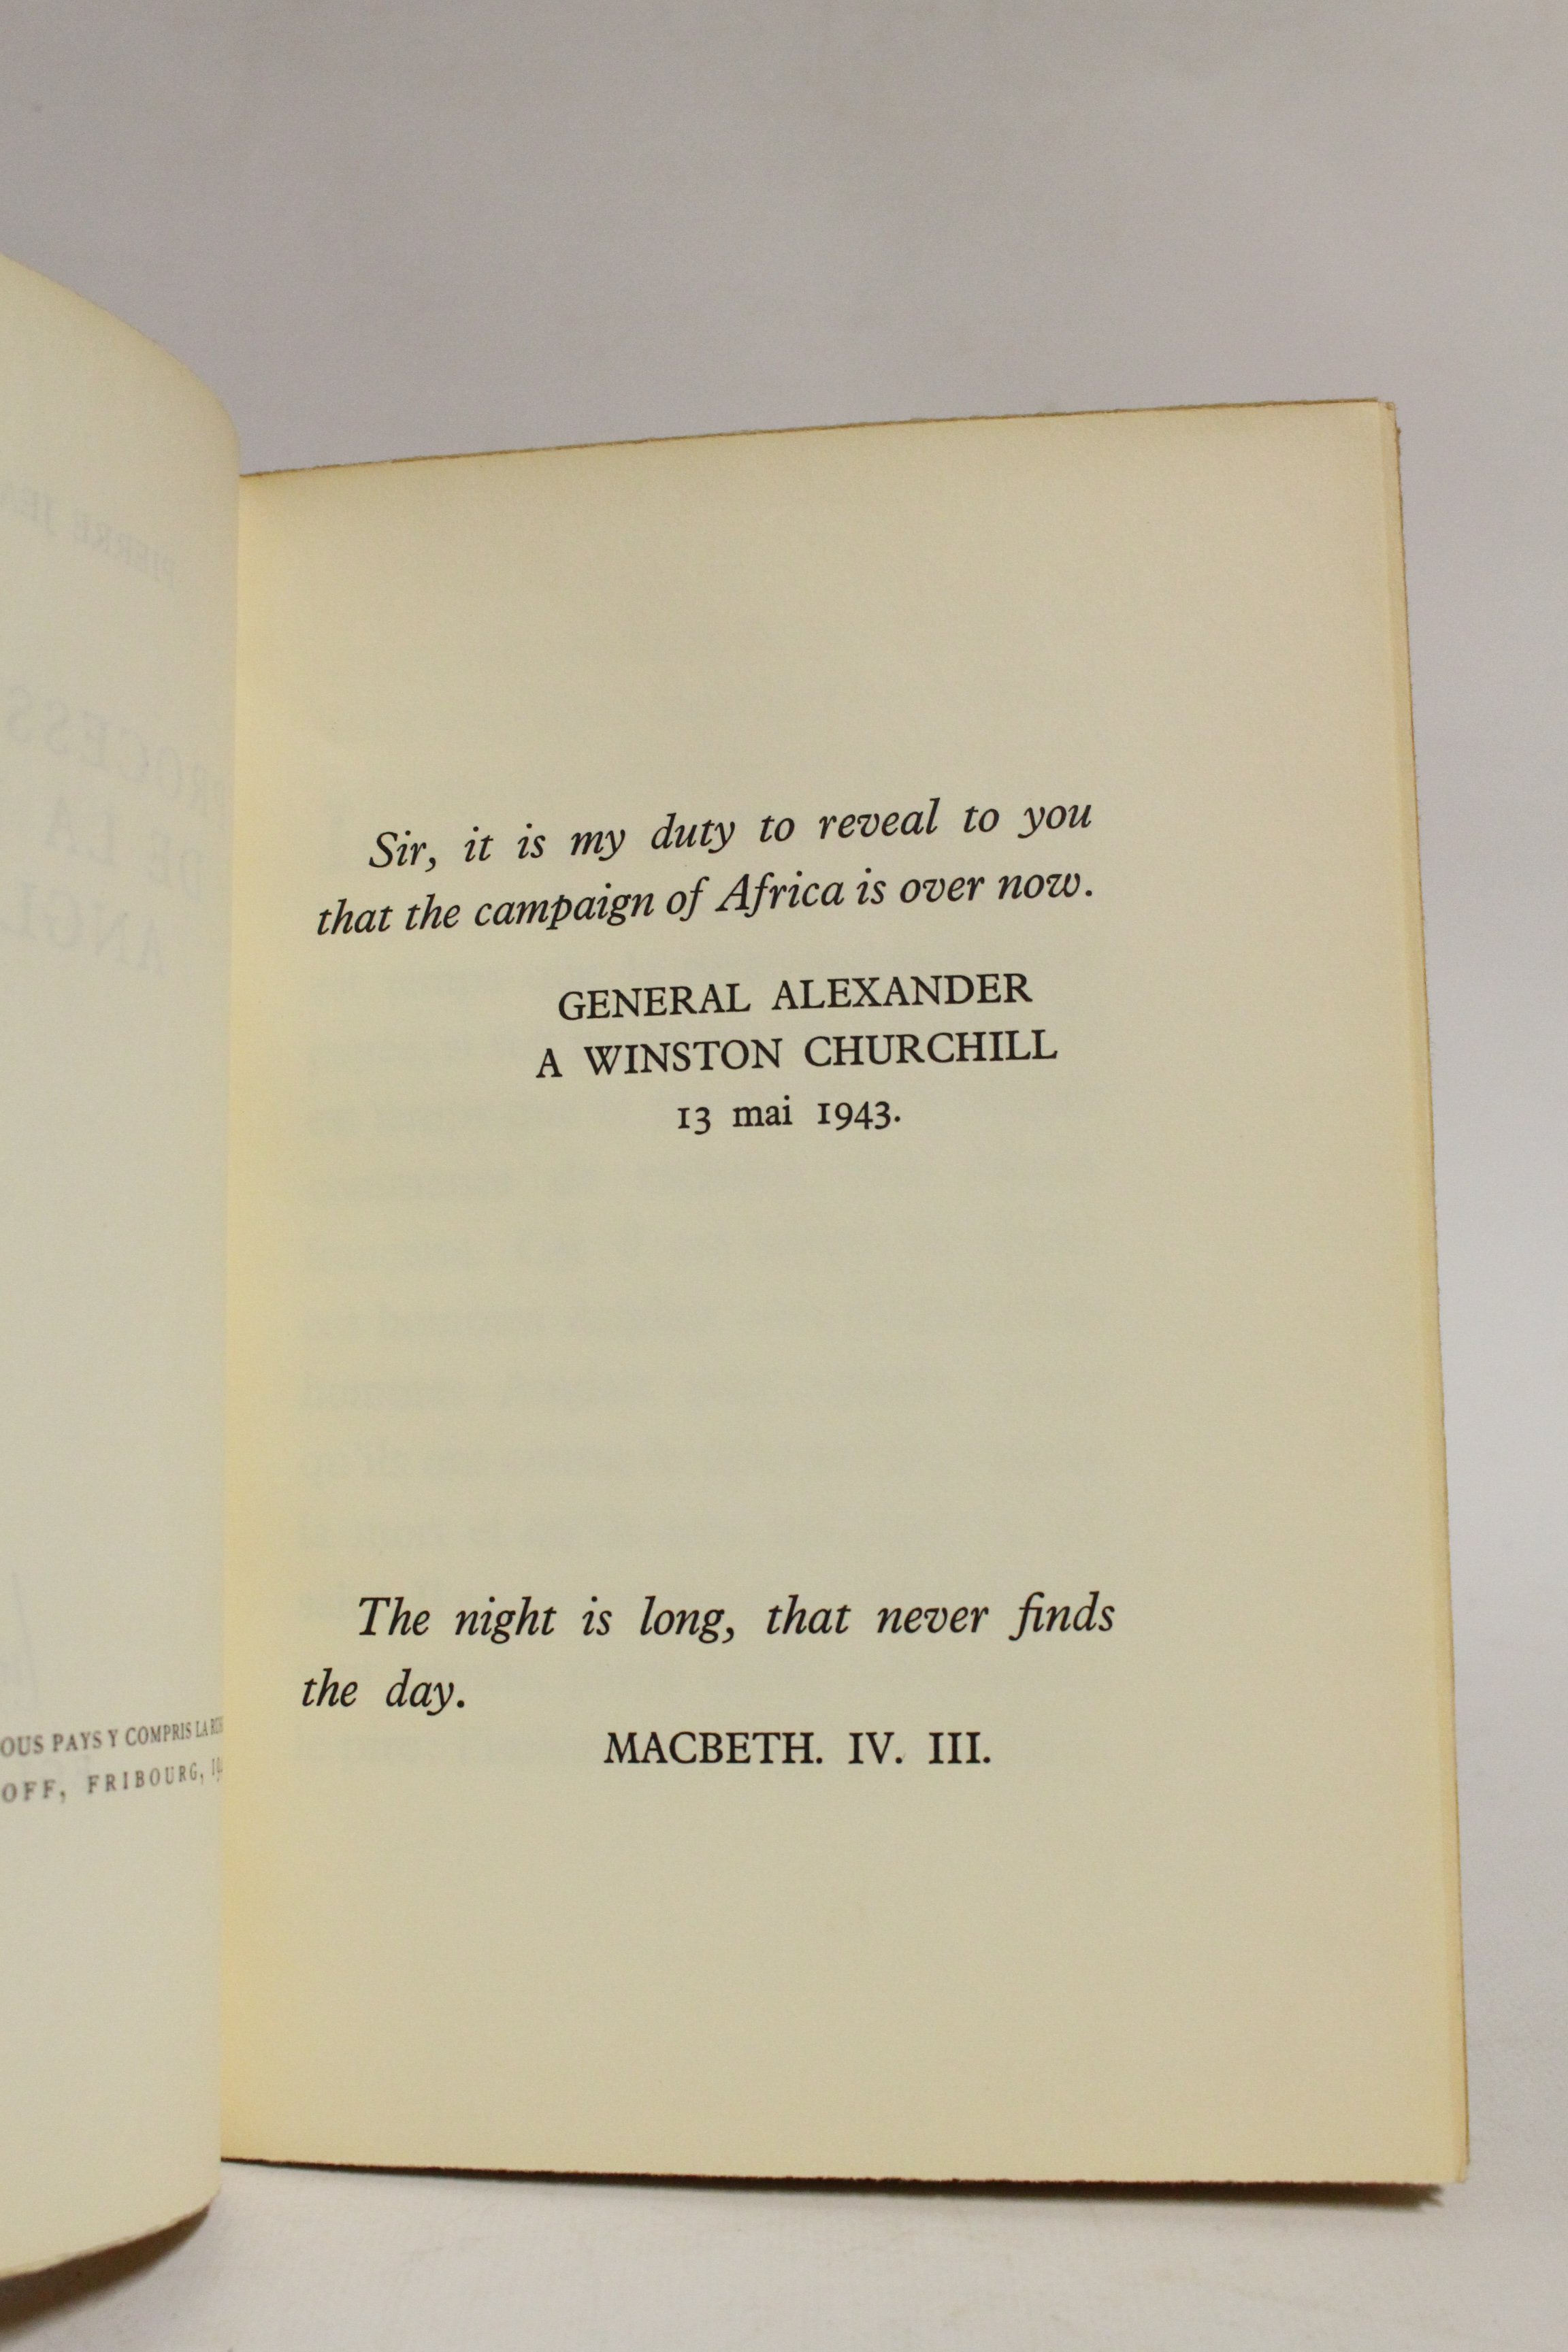 OUS PAYS Y COMPRIS LA
OFF, FRIBOURG,
Sir, it is my duty to reveal to you
that the campaign of Africa is over now.
GENERAL ALEXANDER
A WINSTON CHURCHILL
13 mai 1943.
The night is long, that never finds
the day.
MACBETH. IV. III.